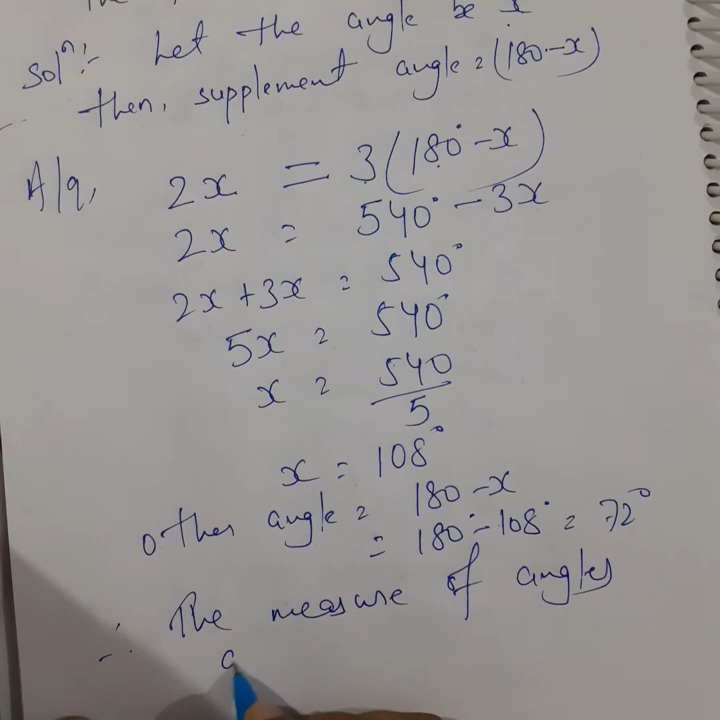 The
Solⁿ:- Let the angle be x
then, supplement angle = (180-x)
A/q, 2x = 3(180°-x)
2x = 540° - 3x
2x + 3x = 540°
5x = 540°
x = 540/5
x = 108°
other angle = 180 - x
= 180° - 108° = 72°
∴ The measure of angles
a